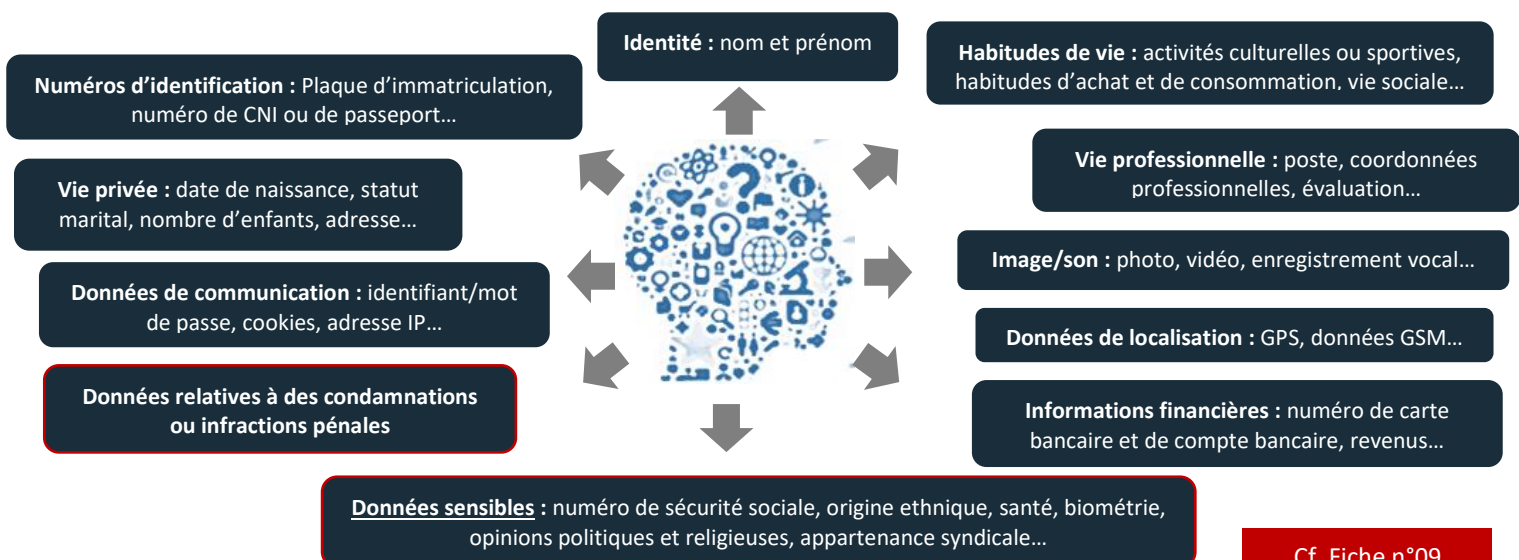 Identité : nom et prénom
Habitudes de vie : activités culturelles ou sportives,
habitudes d'achat et de consommation, vie sociale…
Numéros d'identification : Plaque d'immatriculation,
numéro de CNI ou de passeport…
Vie professionnelle : poste, coordonnées
professionnelles, évaluation…
Vie privée : date de naissance, statut
marital, nombre d'enfants, adresse…
Image/son : photo, vidéo, enregistrement vocal…
Données de communication : identifiant/mot
de passe, cookies, adresse IP…
Données de localisation : GPS, données GSM…
Données relatives à des condamnations
ou infractions pénales
Informations financières : numéro de carte
bancaire et de compte bancaire, revenus…
Données sensibles : numéro de sécurité sociale, origine ethnique, santé, biométrie,
opinions politiques et religieuses, appartenance syndicale…
Cf. Fiche n°09